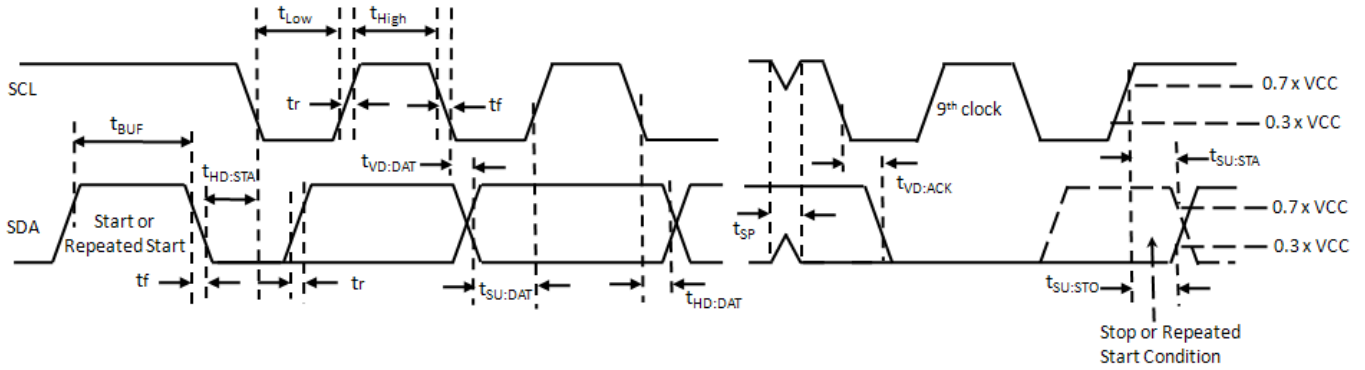 tLow
tHigh
SCL
tr
tf
9th clock
0.7 x VCC
0.3 x VCC
tBUF
tHD:STA
tVD:DAT
tVD:ACK
tSU:STA
SDA
Start or
Repeated Start
tSP
0.7 x VCC
0.3 x VCC
tf
tr
tSU:DAT
tHD:DAT
tSU:STO
Stop or Repeated
Start Condition